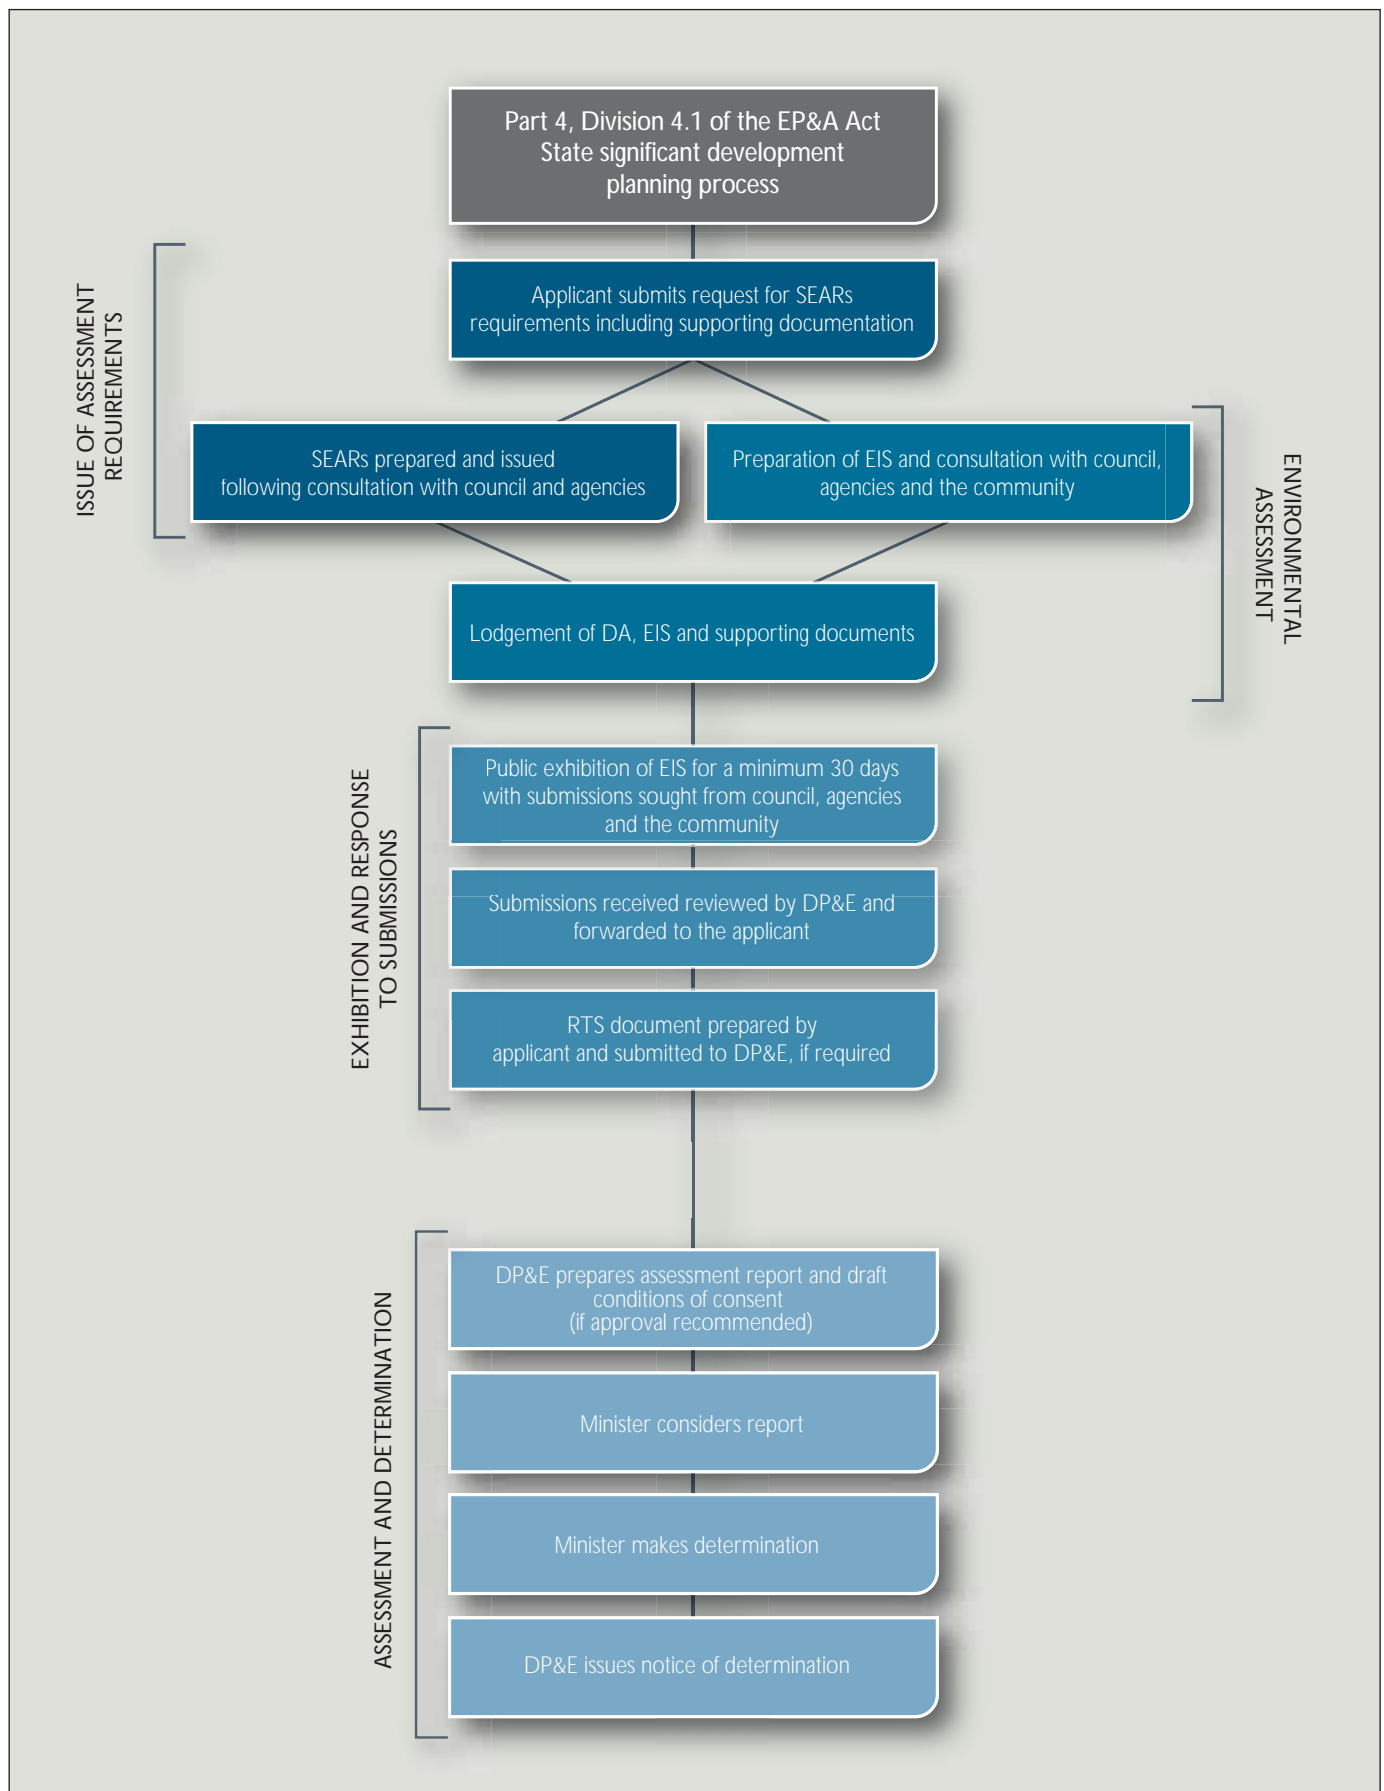 Part 4, Division 4.1 of the EP&A Act
State significant development
planning process
ISSUE OF ASSESSMENT
REQUIREMENTS
Applicant submits request for SEARs
requirements including supporting documentation
SEARs prepared and issued
following consultation with council and agencies
Preparation of EIS and consultation with council,
agencies and the community
ENVIRONMENTAL
ASSESSMENT
Lodgement of DA, EIS and supporting documents
EXHIBITION AND RESPONSE
TO SUBMISSIONS
Public exhibition of EIS for a minimum 30 days
with submissions sought from council, agencies
and the community
Submissions received reviewed by DP&E and
forwarded to the applicant
RTS document prepared by
applicant and submitted to DP&E, if required
ASSESSMENT AND DETERMINATION
DP&E prepares assessment report and draft
conditions of consent
(if approval recommended)
Minister considers report
Minister makes determination
DP&E issues notice of determination